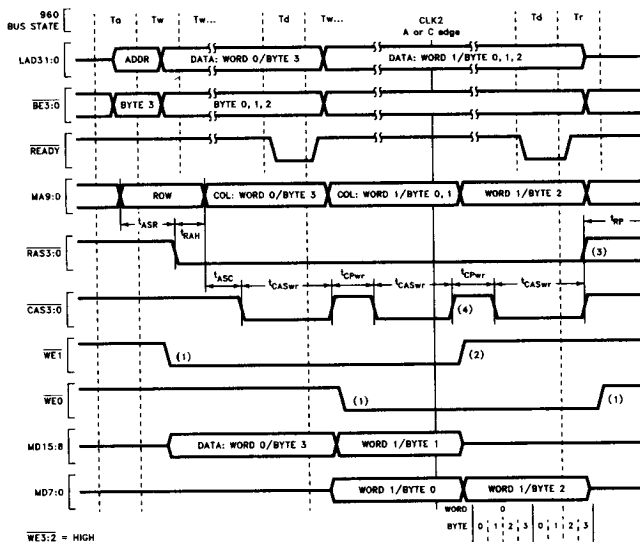 960
BUS STATE
Ta Tw Tw... Td Tw... CLK2 Td Tr
A or C edge
LAD31:0 ADDR DATA: WORD 0/BYTE 3 DATA: WORD 1/BYTE 0, 1, 2
BE3:0 BYTE 3 BYTE 0, 1, 2
READY
MA9:0 ROW COL: WORD 0/BYTE 3 COL: WORD 1/BYTE 0, 1 WORD 1/BYTE 2
tASR tRAH tRP
RAS3:0 (3)
tASC tCASwr tCPwr tCASwr tCPwr tCASwr
CAS3:0 (4)
WE1 (1) (2)
WE0 (1) (1)
MD15:8 DATA: WORD 0/BYTE 3 WORD 1/BYTE 1
MD7:0 WORD 1/BYTE 0 WORD 1/BYTE 2
WORD 0
BYTE 0 1 2 3 0 1 2 3
WE3:2 = HIGH